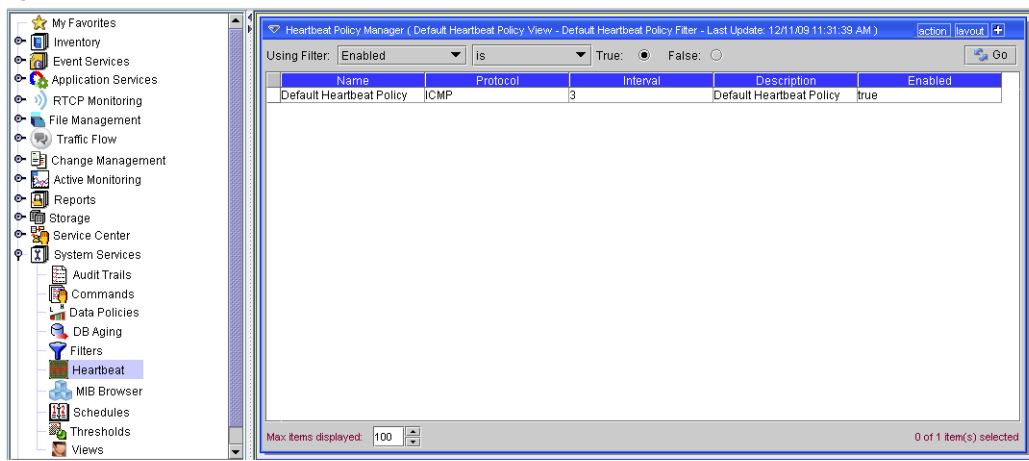 My Favorites
Inventory
Event Services
Application Services
RTCP Monitoring
File Management
Traffic Flow
Change Management
Active Monitoring
Reports
Storage
Service Center
System Services
Audit Trails
Commands
Data Policies
DB Aging
Filters
Heartbeat
MIB Browser
Schedules
Thresholds
Views
Heartbeat Policy Manager ( Default Heartbeat Policy View - Default Heartbeat Policy Filter - Last Update: 12/11/09 11:31:39 AM ) action layout
Using Filter: Enabled is True: False: Go
Name Protocol Interval Description Enabled
Default Heartbeat Policy ICMP 3 Default Heartbeat Policy true
Max items displayed: 100 0 of 1 item(s) selected